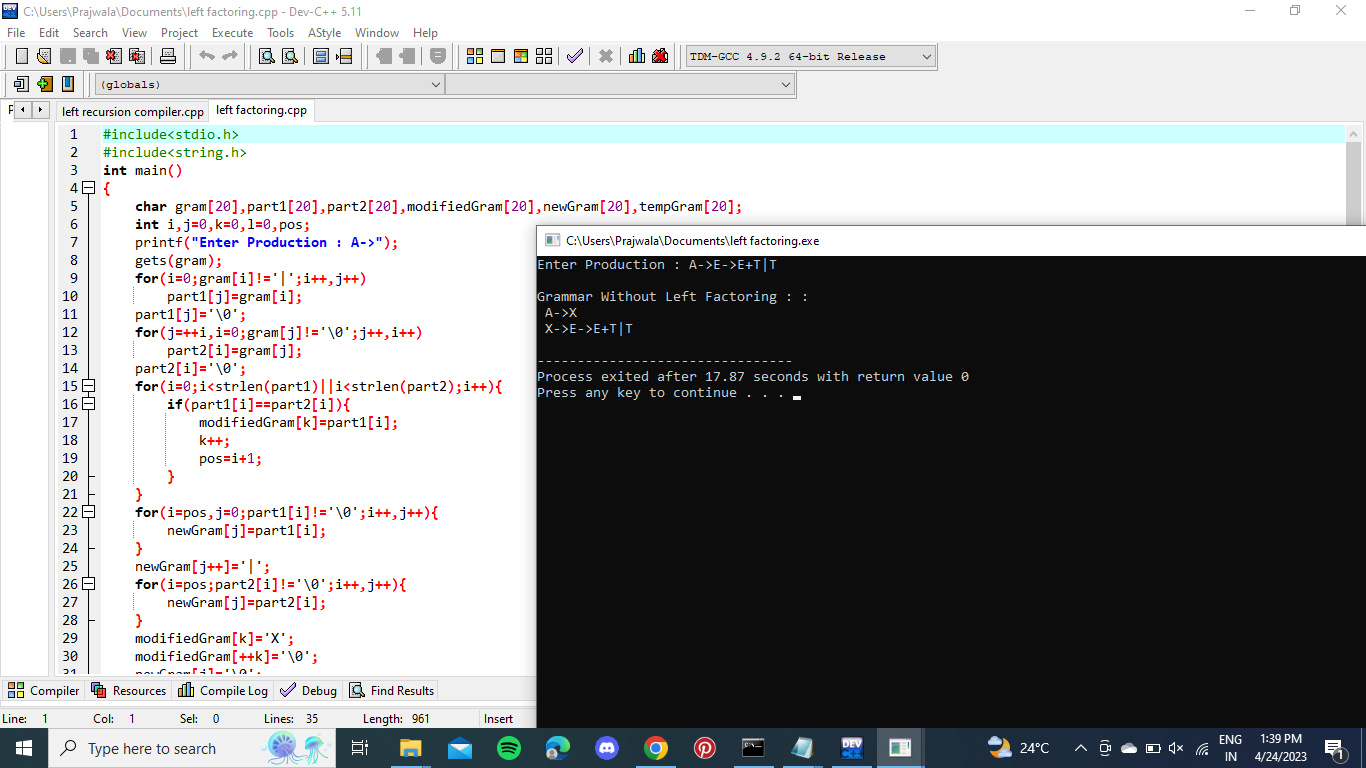 C:\Users\Prajwala\Documents\left factoring.cpp - Dev-C++ 5.11
File Edit Search View Project Execute Tools AStyle Window Help
TDM-GCC 4.9.2 64-bit Release
(globals)
left recursion compiler.cpp left factoring.cpp
1 #include<stdio.h>
2 #include<string.h>
3 int main()
4 {
5 char gram[20],part1[20],part2[20],modifiedGram[20],newGram[20],tempGram[20];
6 int i,j=0,k=0,l=0,pos;
7 printf("Enter Production : A->");
8 gets(gram);
9 for(i=0;gram[i]!='|';i++,j++)
10 part1[j]=gram[i];
11 part1[j]='\0';
12 for(j=++i,i=0;gram[j]!='\0';j++,i++)
13 part2[i]=gram[j];
14 part2[i]='\0';
15 for(i=0;i<strlen(part1)||i<strlen(part2);i++){
16 if(part1[i]==part2[i]){
17 modifiedGram[k]=part1[i];
18 k++;
19 pos=i+1;
20 }
21 }
22 for(i=pos,j=0;part1[i]!='\0';i++,j++){
23 newGram[j]=part1[i];
24 }
25 newGram[j++]='|';
26 for(i=pos;part2[i]!='\0';i++,j++){
27 newGram[j]=part2[i];
28 }
29 modifiedGram[k]='X';
30 modifiedGram[++k]='\0';
31 newGram[j]='\0';
C:\Users\Prajwala\Documents\left factoring.exe
Enter Production : A->E->E+T|T
Grammar Without Left Factoring : :
A->X
X->E->E+T|T
--------------------------------
Process exited after 17.87 seconds with return value 0
Press any key to continue . . .
Compiler Resources Compile Log Debug Find Results
Line: 1 Col: 1 Sel: 0 Lines: 35 Length: 961 Insert
Type here to search
DEV
24°C
ENG
IN
1:39 PM
4/24/2023
1